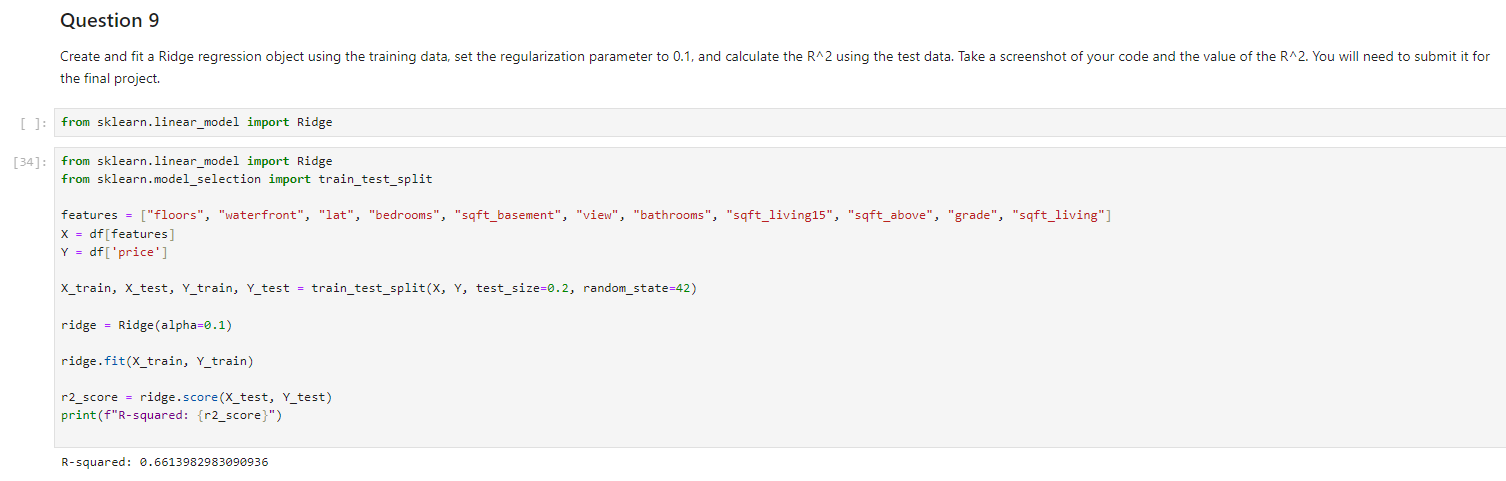 Question 9
Create and fit a Ridge regression object using the training data, set the regularization parameter to 0.1, and calculate the R^2 using the test data. Take a screenshot of your code and the value of the R^2. You will need to submit it for
the final project.
[ ]: from sklearn.linear_model import Ridge
[34]: from sklearn.linear_model import Ridge
from sklearn.model_selection import train_test_split
features = ["floors", "waterfront", "lat", "bedrooms", "sqft_basement", "view", "bathrooms", "sqft_living15", "sqft_above", "grade", "sqft_living"]
X = df[features]
Y = df['price']
X_train, X_test, Y_train, Y_test = train_test_split(X, Y, test_size=0.2, random_state=42)
ridge = Ridge(alpha=0.1)
ridge.fit(X_train, Y_train)
r2_score = ridge.score(X_test, Y_test)
print(f"R-squared: {r2_score}")
R-squared: 0.6613982983090936